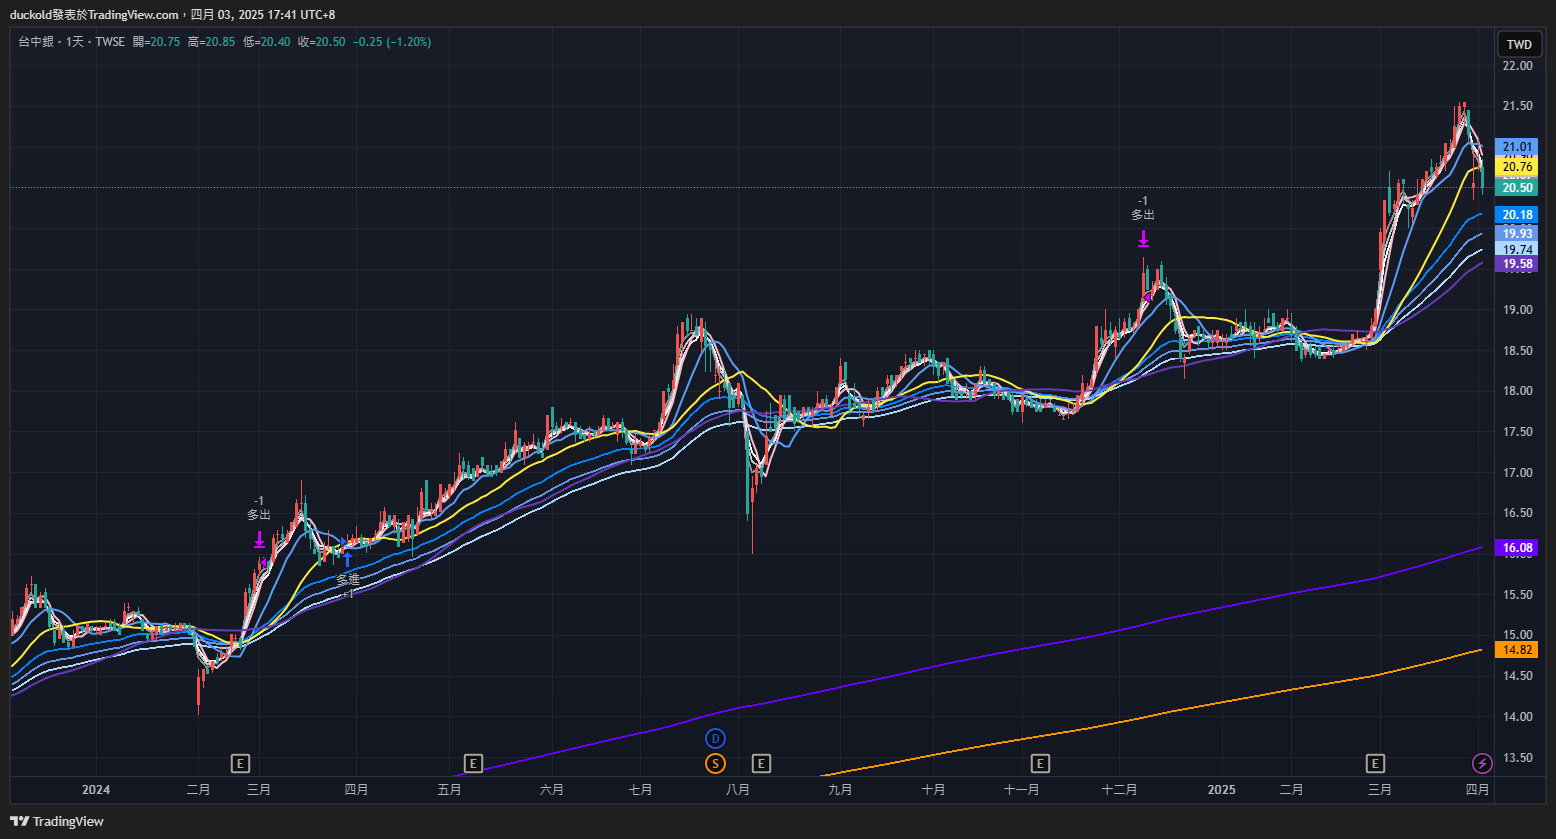 duckold發表於TradingView.com，四月 03, 2025 17:41 UTC+8
台中銀 · 1天 · TWSE 開=20.75 高=20.85 低=20.40 收=20.50 −0.25 (−1.20%)
TWD
22.00
21.50
21.01
20.76
20.50
20.18
19.93
19.74
19.58
19.00
18.50
18.00
17.50
17.00
16.50
16.08
15.50
15.00
14.82
14.50
14.00
13.50
-1
多出
-1
多出
多進
+1
D
S
E
E
E
E
E
2024
二月
三月
四月
五月
六月
七月
八月
九月
十月
十一月
十二月
2025
二月
三月
四月
TradingView